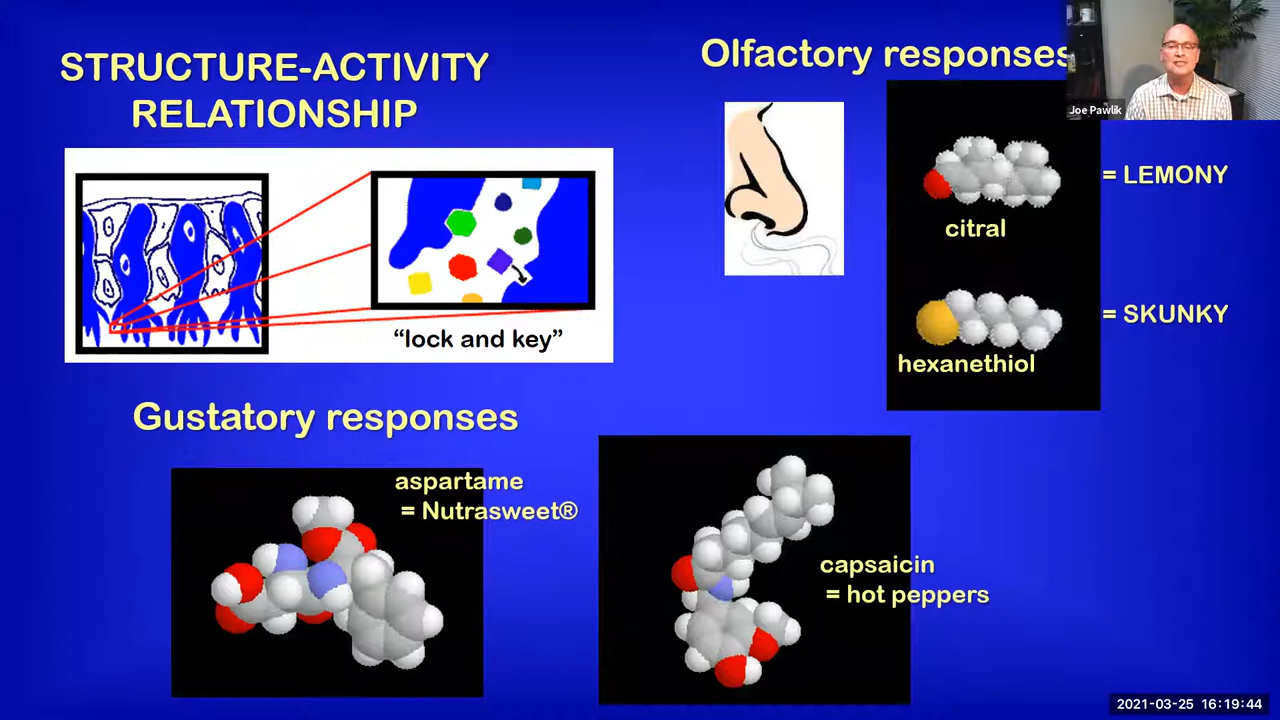 STRUCTURE-ACTIVITY
RELATIONSHIP
"lock and key"
Olfactory responses
Joe Pawlik
= LEMONY
citral
= SKUNKY
hexanethiol
Gustatory responses
aspartame
= Nutrasweet®
capsaicin
= hot peppers
2021-03-25 16:19:44